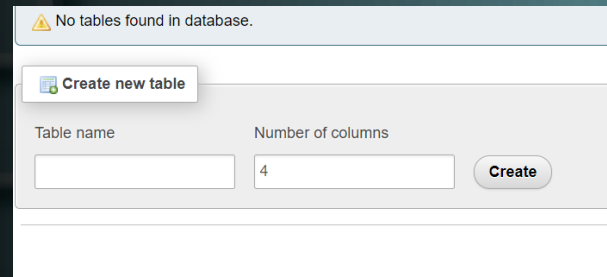 No tables found in database.
Create new table
Table name
Number of columns
4
Create